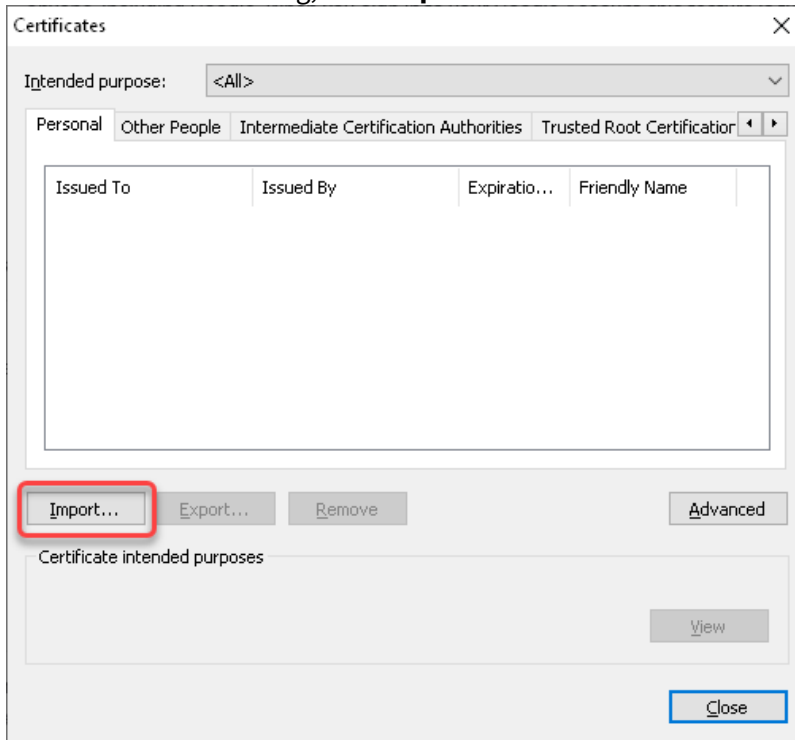 Certificates
Intended purpose: <All>
Personal Other People Intermediate Certification Authorities Trusted Root Certification
Issued To Issued By Expiratio... Friendly Name
Import... Export... Remove Advanced
Certificate intended purposes
View
Close